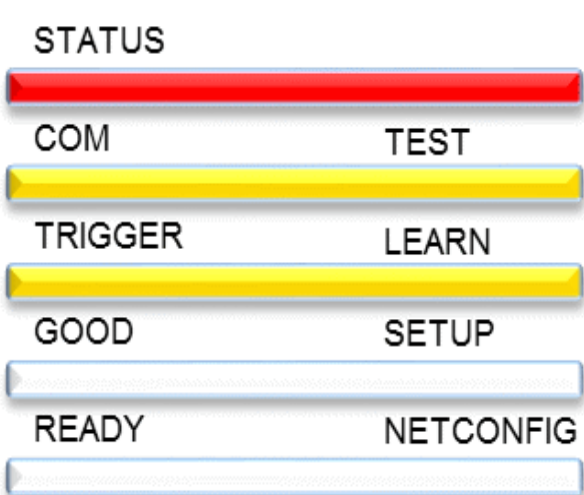 STATUS
COM TEST
TRIGGER LEARN
GOOD SETUP
READY NETCONFIG